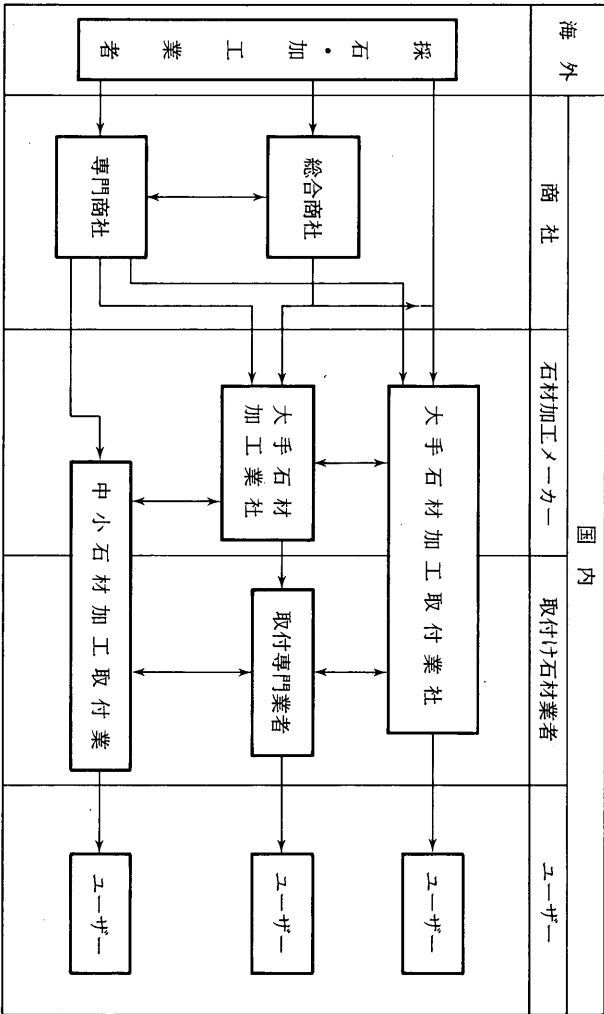 海外
国内
商社
石材加工メーカー
取付け石材業者
ユーザー
採石・加工業者
総合商社
専門商社
大手石材加工取付業社
大手石材
加工業社
中小石材加工取付業
取付専門業者
ユーザー
ユーザー
ユーザー